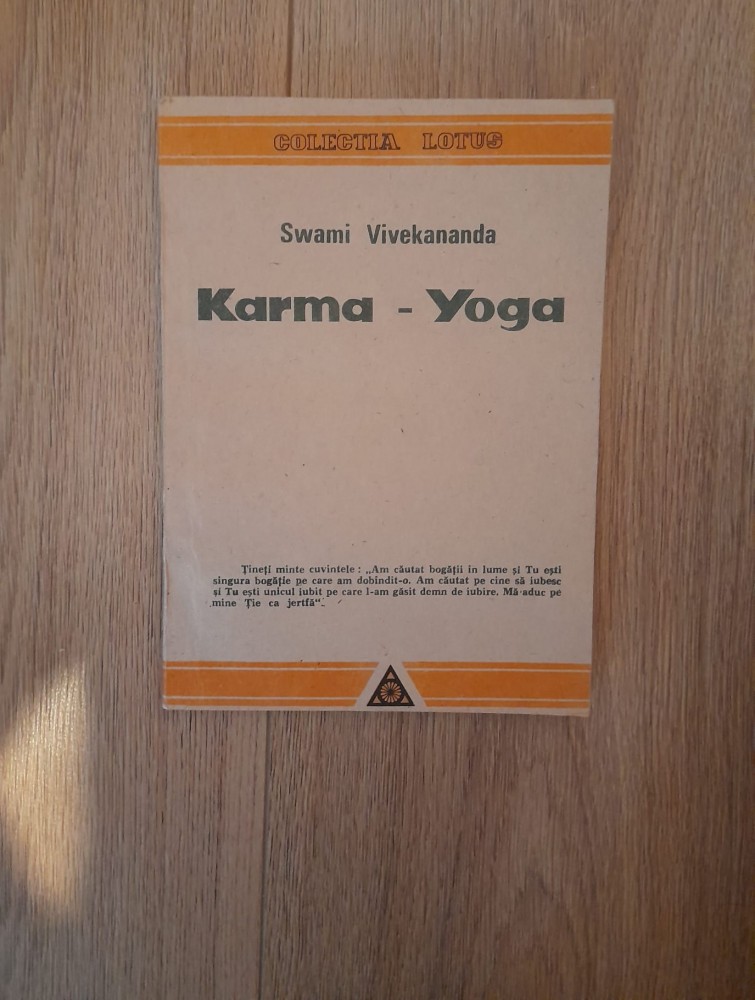 COLECTIA LOTUS
Swami Vivekananda
Karma - Yoga
Țineți minte cuvintele : „Am căutat bogății în lume și Tu ești
singura bogăție pe care am dobîndit-o. Am căutat pe cine să iubesc
și Tu ești unicul iubit pe care l-am găsit demn de iubire. Mă aduc pe
mine Ție ca jertfă“.